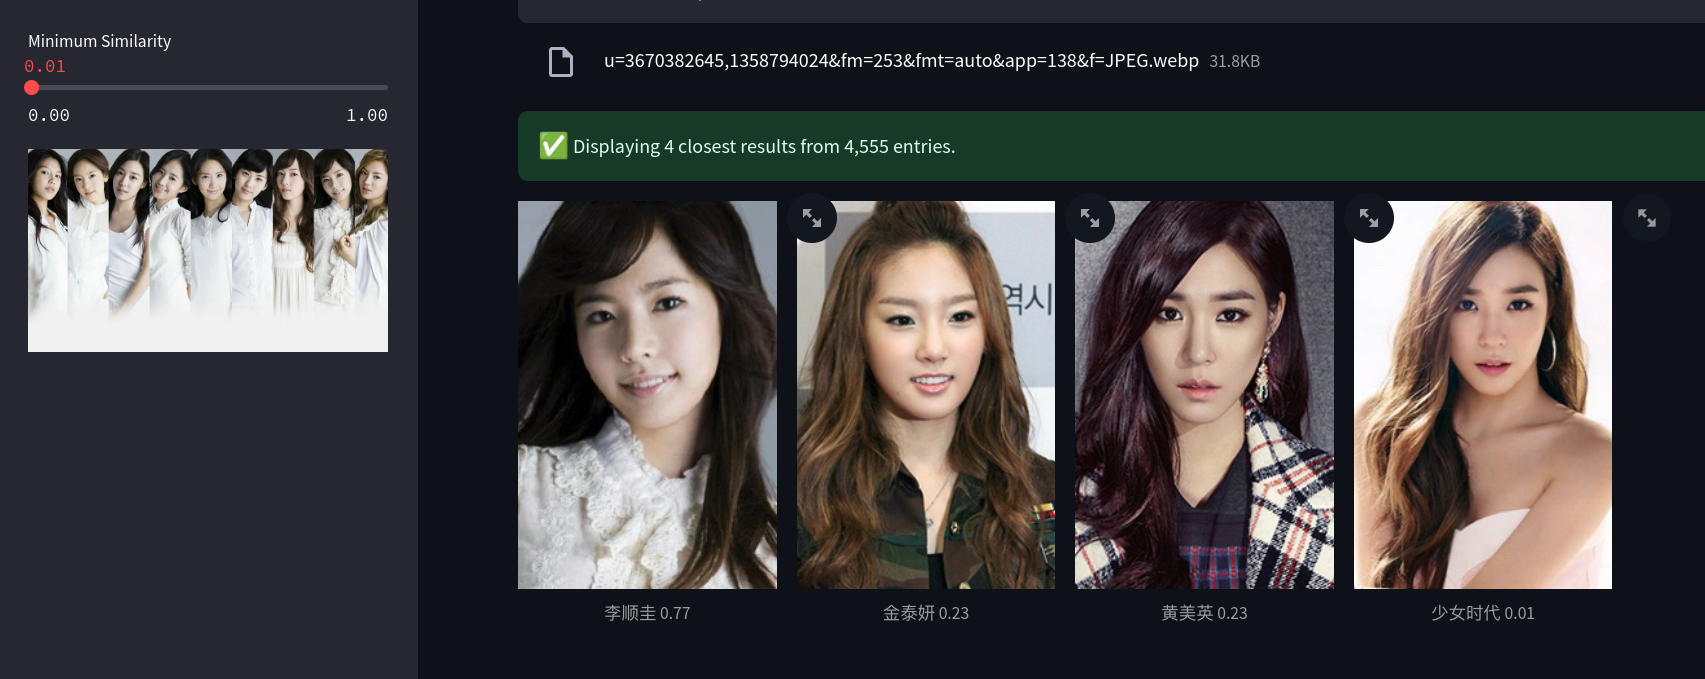 Minimum Similarity
0.01
0.00 1.00
u=3670382645,1358794024&fm=253&fmt=auto&app=138&f=JPEG.webp 31.8KB
✅ Displaying 4 closest results from 4,555 entries.
역시
李顺圭 0.77
金泰妍 0.23
黄美英 0.23
少女时代 0.01